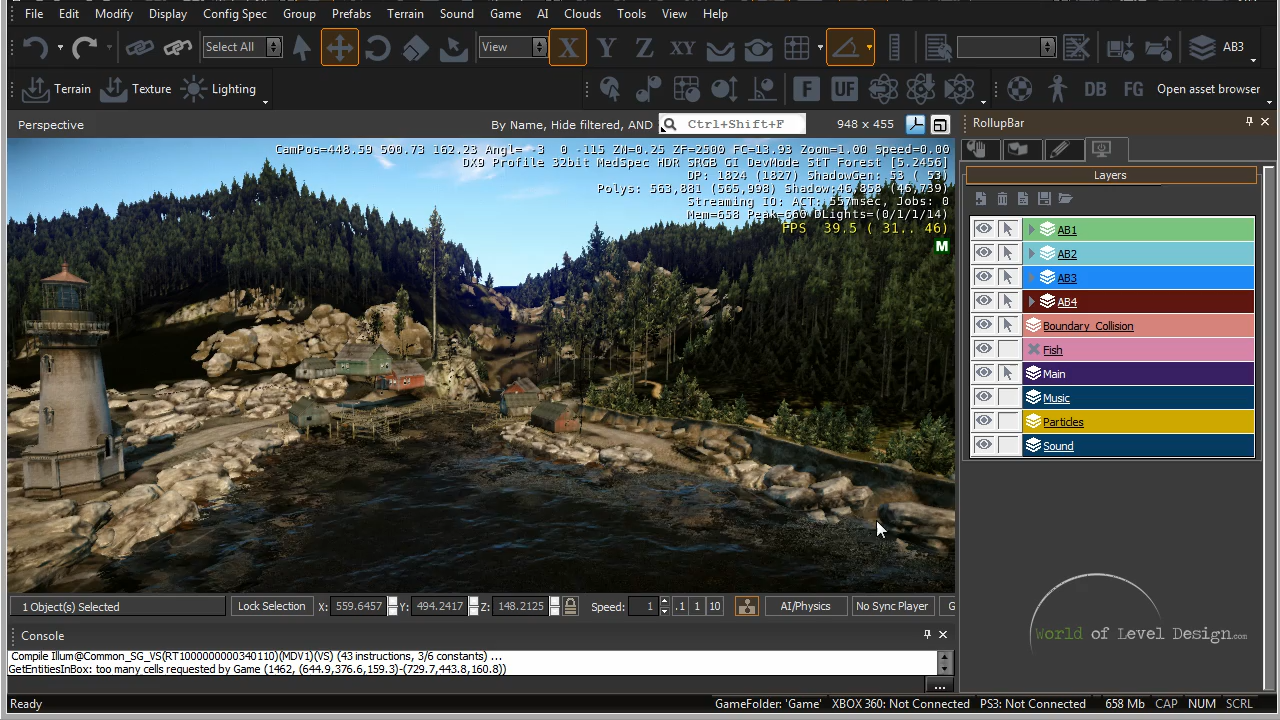 File Edit Modify Display Config Spec Group Prefabs Terrain Sound Game AI Clouds Tools View Help
Select All View X Y Z XY AB3
Terrain Texture Lighting F UF DB FG Open asset browser
Perspective By Name, Hide filtered, AND Ctrl+Shift+F 948 x 455
RollupBar
CamPos=448.59 500.73 162.23 Angl= -3 0 -115 ZN=0.25 ZF=2500 FC=13.93 Zoom=1.00 Speed=0.00
DX9 Profile 32bit MedSpec HDR SRGB GI DevMode StT Forest [5.2456]
DP: 1824 (1827) ShadowGen: 53 ( 53)
Polys: 563,881 (565,998) Shadow:46,858 (46,739)
Streaming IO: ACT: 557msec, Jobs: 0
Mem=658 Peak=660 DLights=(0/1/1/14)
FPS 39.5 ( 31.. 46)
M
Layers
AB1
AB2
AB3
AB4
Boundary_Collision
Fish
Main
Music
Particles
Sound
World of Level Design.com
1 Object(s) Selected Lock Selection X: 559.6457 Y: 494.2417 Z: 148.2125 Speed: 1 .1 1 10 AI/Physics No Sync Player G
Console
Compile Illum@Common_SG_VS(RT1000000000340110)(MDV1)(VS) (43 instructions, 3/6 constants) ...
GetEntitiesInBox: too many cells requested by Game (1462, (644.9,376.6,159.3)-(729.7,443.8,160.8))
...
Ready GameFolder: 'Game' XBOX 360: Not Connected PS3: Not Connected 658 Mb CAP NUM SCRL